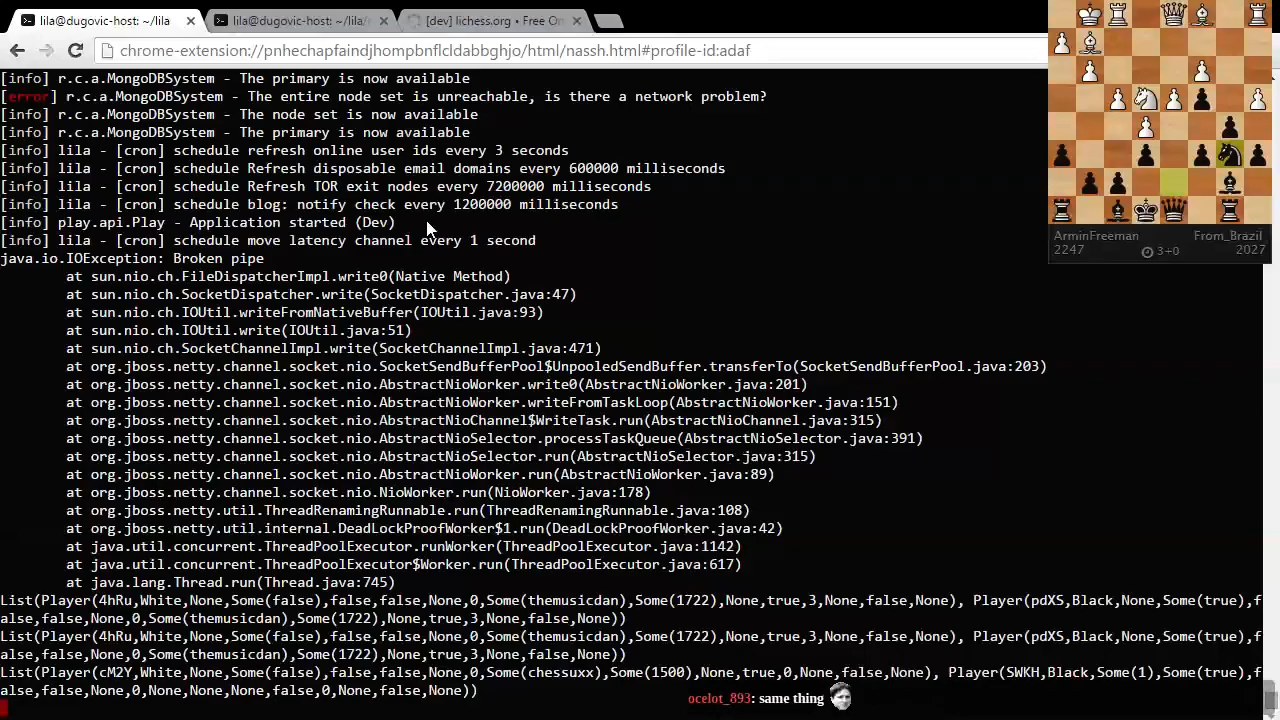 lila@dugovic-host: ~/lila
lila@dugovic-host: ~/lila/
[dev] lichess.org • Free On
chrome-extension://pnhechapfaindjhompbnflcldabbghjo/html/nassh.html#profile-id:adaf
[info] r.c.a.MongoDBSystem - The primary is now available
[error] r.c.a.MongoDBSystem - The entire node set is unreachable, is there a network problem?
[info] r.c.a.MongoDBSystem - The node set is now available
[info] r.c.a.MongoDBSystem - The primary is now available
[info] lila - [cron] schedule refresh online user ids every 3 seconds
[info] lila - [cron] schedule Refresh disposable email domains every 600000 milliseconds
[info] lila - [cron] schedule Refresh TOR exit nodes every 7200000 milliseconds
[info] lila - [cron] schedule blog: notify check every 1200000 milliseconds
[info] play.api.Play - Application started (Dev)
[info] lila - [cron] schedule move latency channel every 1 second
java.io.IOException: Broken pipe
at sun.nio.ch.FileDispatcherImpl.write0(Native Method)
at sun.nio.ch.SocketDispatcher.write(SocketDispatcher.java:47)
at sun.nio.ch.IOUtil.writeFromNativeBuffer(IOUtil.java:93)
at sun.nio.ch.IOUtil.write(IOUtil.java:51)
at sun.nio.ch.SocketChannelImpl.write(SocketChannelImpl.java:471)
at org.jboss.netty.channel.socket.nio.SocketSendBufferPool$UnpooledSendBuffer.transferTo(SocketSendBufferPool.java:203)
at org.jboss.netty.channel.socket.nio.AbstractNioWorker.write0(AbstractNioWorker.java:201)
at org.jboss.netty.channel.socket.nio.AbstractNioWorker.writeFromTaskLoop(AbstractNioWorker.java:151)
at org.jboss.netty.channel.socket.nio.AbstractNioChannel$WriteTask.run(AbstractNioChannel.java:315)
at org.jboss.netty.channel.socket.nio.AbstractNioSelector.processTaskQueue(AbstractNioSelector.java:391)
at org.jboss.netty.channel.socket.nio.AbstractNioSelector.run(AbstractNioSelector.java:315)
at org.jboss.netty.channel.socket.nio.AbstractNioWorker.run(AbstractNioWorker.java:89)
at org.jboss.netty.channel.socket.nio.NioWorker.run(NioWorker.java:178)
at org.jboss.netty.util.ThreadRenamingRunnable.run(ThreadRenamingRunnable.java:108)
at org.jboss.netty.util.internal.DeadLockProofWorker$1.run(DeadLockProofWorker.java:42)
at java.util.concurrent.ThreadPoolExecutor.runWorker(ThreadPoolExecutor.java:1142)
at java.util.concurrent.ThreadPoolExecutor$Worker.run(ThreadPoolExecutor.java:617)
at java.lang.Thread.run(Thread.java:745)
List(Player(4hRu,White,None,Some(false),false,false,None,0,Some(themusicdan),Some(1722),None,true,3,None,false,None), Player(pdXS,Black,None,Some(true),f
alse,false,None,0,Some(themusicdan),Some(1722),None,true,3,None,false,None))
List(Player(4hRu,White,None,Some(false),false,false,None,0,Some(themusicdan),Some(1722),None,true,3,None,false,None), Player(pdXS,Black,None,Some(true),f
alse,false,None,0,Some(themusicdan),Some(1722),None,true,3,None,false,None))
List(Player(cM2Y,White,None,Some(false),false,false,None,0,Some(chessuxx),Some(1500),None,true,0,None,false,None), Player(SWKH,Black,Some(1),Some(true),f
alse,false,None,0,None,None,None,false,0,None,false,None))
ArminFreeman From_Brazil
2247 3+0 2027
ocelot_893: same thing